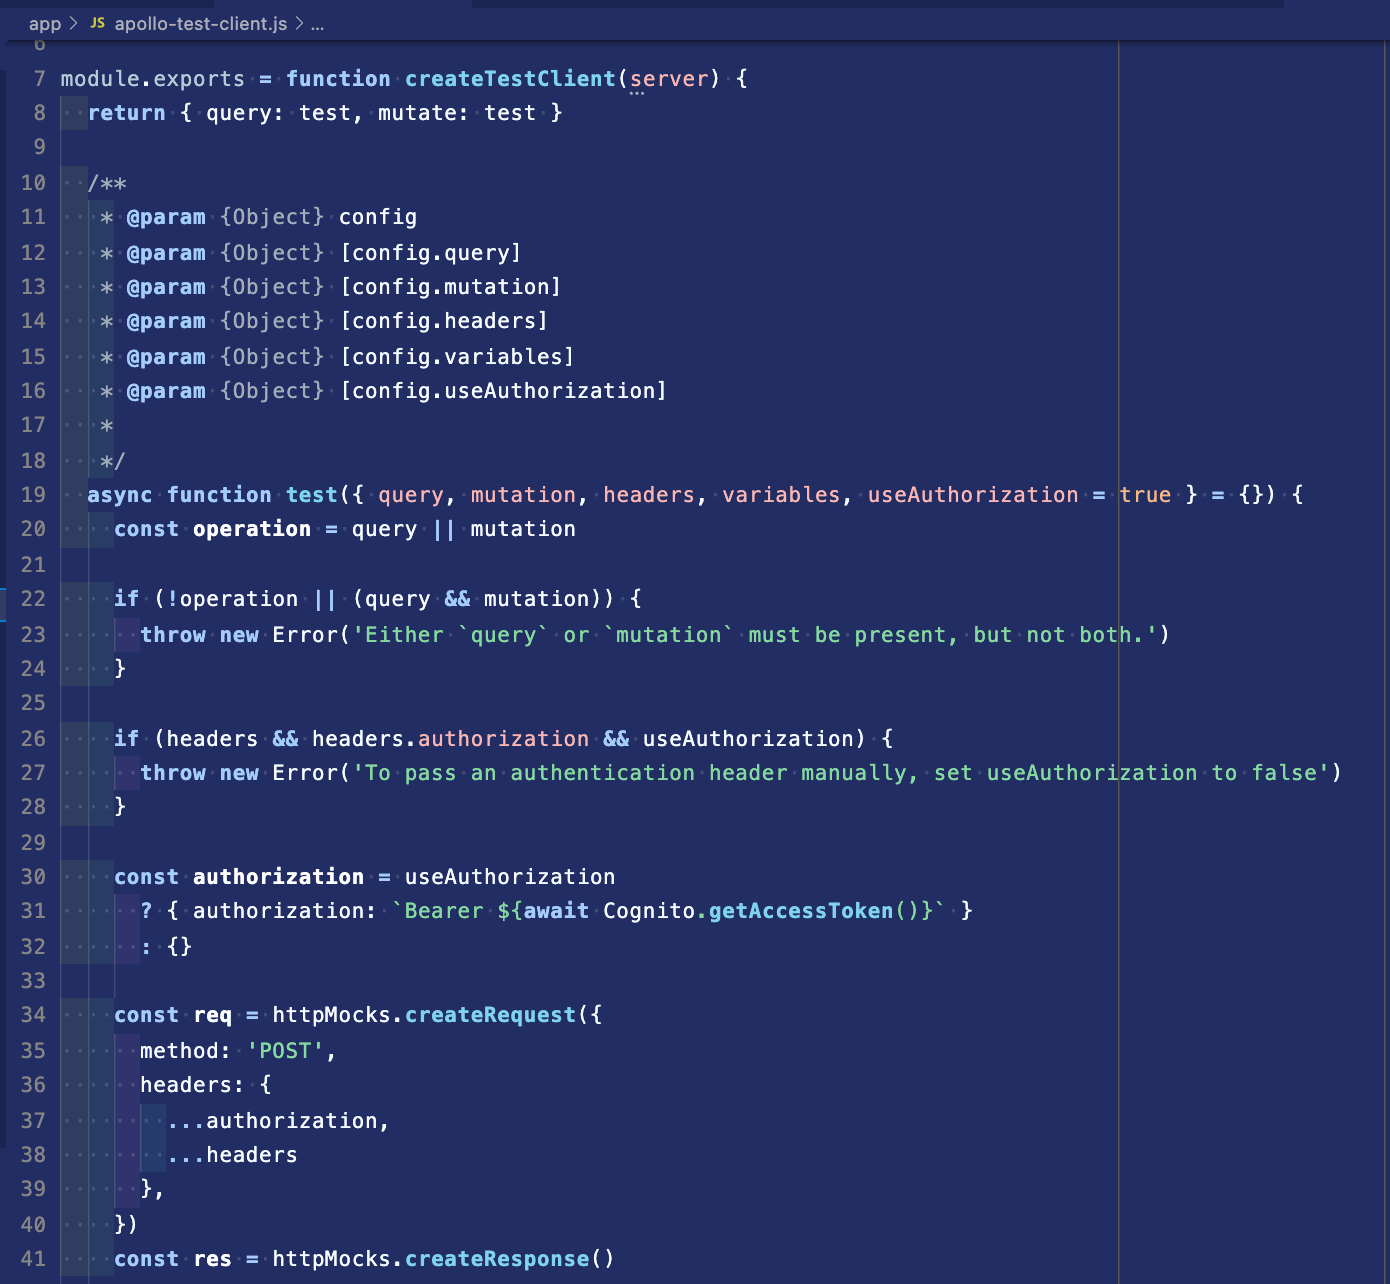 app > JS apollo-test-client.js > ...
6
7 module.exports = function createTestClient(server) {
8   return { query: test, mutate: test }
9
10   /**
11    * @param {Object} config
12    * @param {Object} [config.query]
13    * @param {Object} [config.mutation]
14    * @param {Object} [config.headers]
15    * @param {Object} [config.variables]
16    * @param {Object} [config.useAuthorization]
17    *
18    */
19   async function test({ query, mutation, headers, variables, useAuthorization = true } = {}) {
20     const operation = query || mutation
21
22     if (!operation || (query && mutation)) {
23       throw new Error('Either `query` or `mutation` must be present, but not both.')
24     }
25
26     if (headers && headers.authorization && useAuthorization) {
27       throw new Error('To pass an authentication header manually, set useAuthorization to false')
28     }
29
30     const authorization = useAuthorization
31       ? { authorization: `Bearer ${await Cognito.getAccessToken()}` }
32       : {}
33
34     const req = httpMocks.createRequest({
35       method: 'POST',
36       headers: {
37         ...authorization,
38         ...headers
39       },
40     })
41     const res = httpMocks.createResponse()